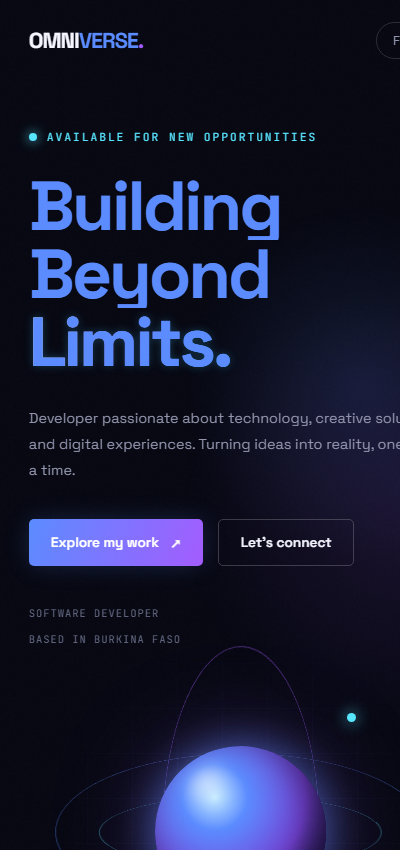 OMNIVERSE.
F
AVAILABLE FOR NEW OPPORTUNITIES
Building
Beyond
Limits.
Developer passionate about technology, creative solu
and digital experiences. Turning ideas into reality, one
a time.
Explore my work ↗
Let's connect
SOFTWARE DEVELOPER
BASED IN BURKINA FASO